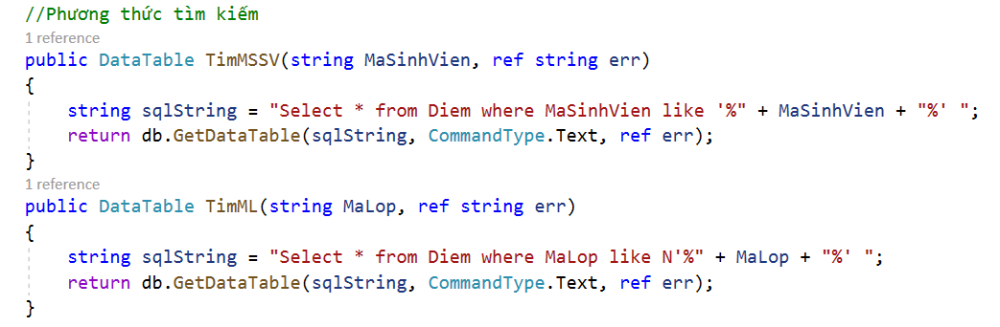 //Phương thức tìm kiếm
1 reference
public DataTable TimMSSV(string MaSinhVien, ref string err)
{
string sqlString = "Select * from Diem where MaSinhVien like '%" + MaSinhVien + "%' ";
return db.GetDataTable(sqlString, CommandType.Text, ref err);
}
1 reference
public DataTable TimML(string MaLop, ref string err)
{
string sqlString = "Select * from Diem where MaLop like N'%" + MaLop + "%' ";
return db.GetDataTable(sqlString, CommandType.Text, ref err);
}